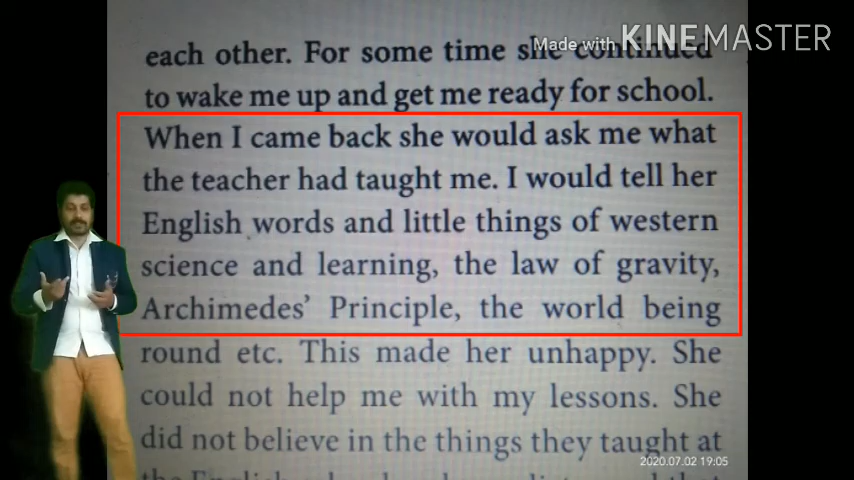 Made with KINEMASTER
each other. For some time she continued
to wake me up and get me ready for school.
When I came back she would ask me what
the teacher had taught me. I would tell her
English words and little things of western
science and learning, the law of gravity,
Archimedes' Principle, the world being
round etc. This made her unhappy. She
could not help me with my lessons. She
did not believe in the things they taught at
2020.07.02 19:05